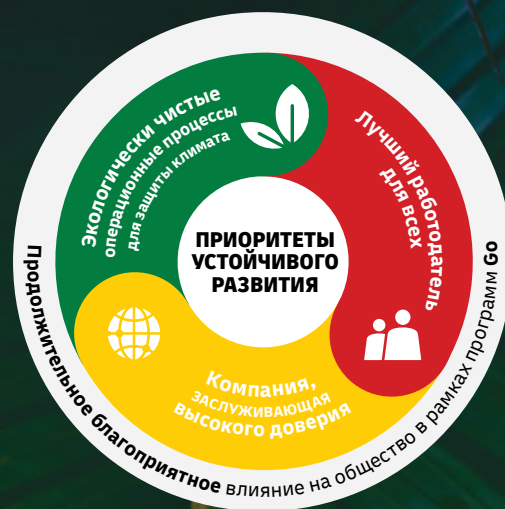 ПРИОРИТЕТЫ
УСТОЙЧИВОГО
РАЗВИТИЯ
Экологически чистые
операционные процессы
для защиты климата
Лучший работодатель
для всех
Компания,
ЗАСЛУЖИВАЮЩАЯ
высокого доверия
Продолжительное благоприятное влияние на общество в рамках программ Go